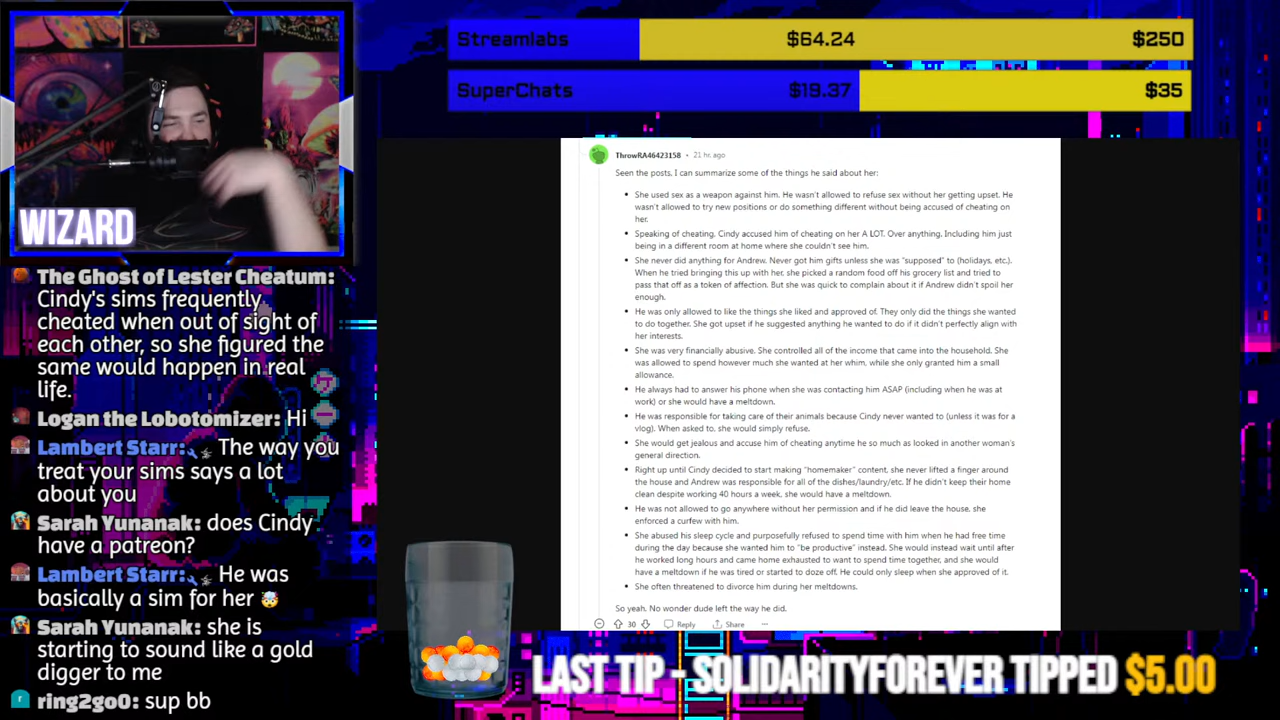 Streamlabs $64.24 $250
SuperChats $19.37 $35
WIZARD
The Ghost of Lester Cheatum:
Cindy's sims frequently
cheated when out of sight of
each other, so she figured the
same would happen in real
life.
Logan the Lobotomizer: Hi
Lambert Starr: The way you
treat your sims says a lot
about you
Sarah Yunanak: does Cindy
have a patreon?
Lambert Starr: He was
basically a sim for her 🤯
Sarah Yunanak: she is
starting to sound like a gold
digger to me
r ring2go0: sup bb
ThrowRA46423158 • 21 hr. ago
Seen the posts, I can summarize some of the things he said about her:
• She used sex as a weapon against him. He wasn't allowed to refuse sex without her getting upset. He
wasn't allowed to try new positions or do something different without being accused of cheating on
her.
• Speaking of cheating, Cindy accused him of cheating on her A LOT. Over anything. Including him just
being in a different room at home where she couldn't see him.
• She never did anything for Andrew. Never got him gifts unless she was "supposed" to (holidays, etc.).
When he tried bringing this up with her, she picked a random food off his grocery list and tried to
pass that off as a token of affection. But she was quick to complain about it if Andrew didn't spoil her
enough.
• He was only allowed to like the things she liked and approved of. They only did the things she wanted
to do together. She got upset if he suggested anything he wanted to do if it didn't perfectly align with
her interests.
• She was very financially abusive. She controlled all of the income that came into the household. She
was allowed to spend however much she wanted at her whim, while she only granted him a small
allowance.
• He always had to answer his phone when she was contacting him ASAP (including when he was at
work) or she would have a meltdown.
• He was responsible for taking care of their animals because Cindy never wanted to (unless it was for a
vlog). When asked to, she would simply refuse.
• She would get jealous and accuse him of cheating anytime he so much as looked in another woman's
general direction.
• Right up until Cindy decided to start making "homemaker" content, she never lifted a finger around
the house and Andrew was responsible for all of the dishes/laundry/etc. If he didn't keep their home
clean despite working 40 hours a week, she would have a meltdown.
• He was not allowed to go anywhere without her permission and if he did leave the house, she
enforced a curfew with him.
• She abused his sleep cycle and purposefully refused to spend time with him when he had free time
during the day because she wanted him to "be productive" instead. She would instead wait until after
he worked long hours and came home exhausted to want to spend time together, and she would
have a meltdown if he was tired or started to doze off. He could only sleep when she approved of it.
• She often threatened to divorce him during her meltdowns.
So yeah. No wonder dude left the way he did.
30 Reply Share ...
LAST TIP - SOLIDARITYFOREVER TIPPED $5.00